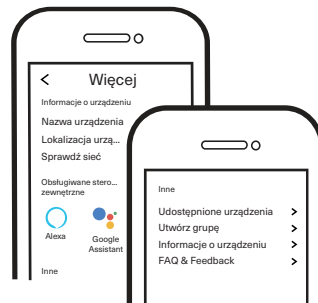 Więcej
Informacje o urządzeniu
Nazwa urządzenia
Lokalizacja urzą...
Sprawdź sieć
Obsługiwane stero...
zewnętrzne
Alexa
Google
Assistant
Inne
Inne
Udostępnione urządzenia
Utwórz grupę
Informacje o urządzeniu
FAQ & Feedback